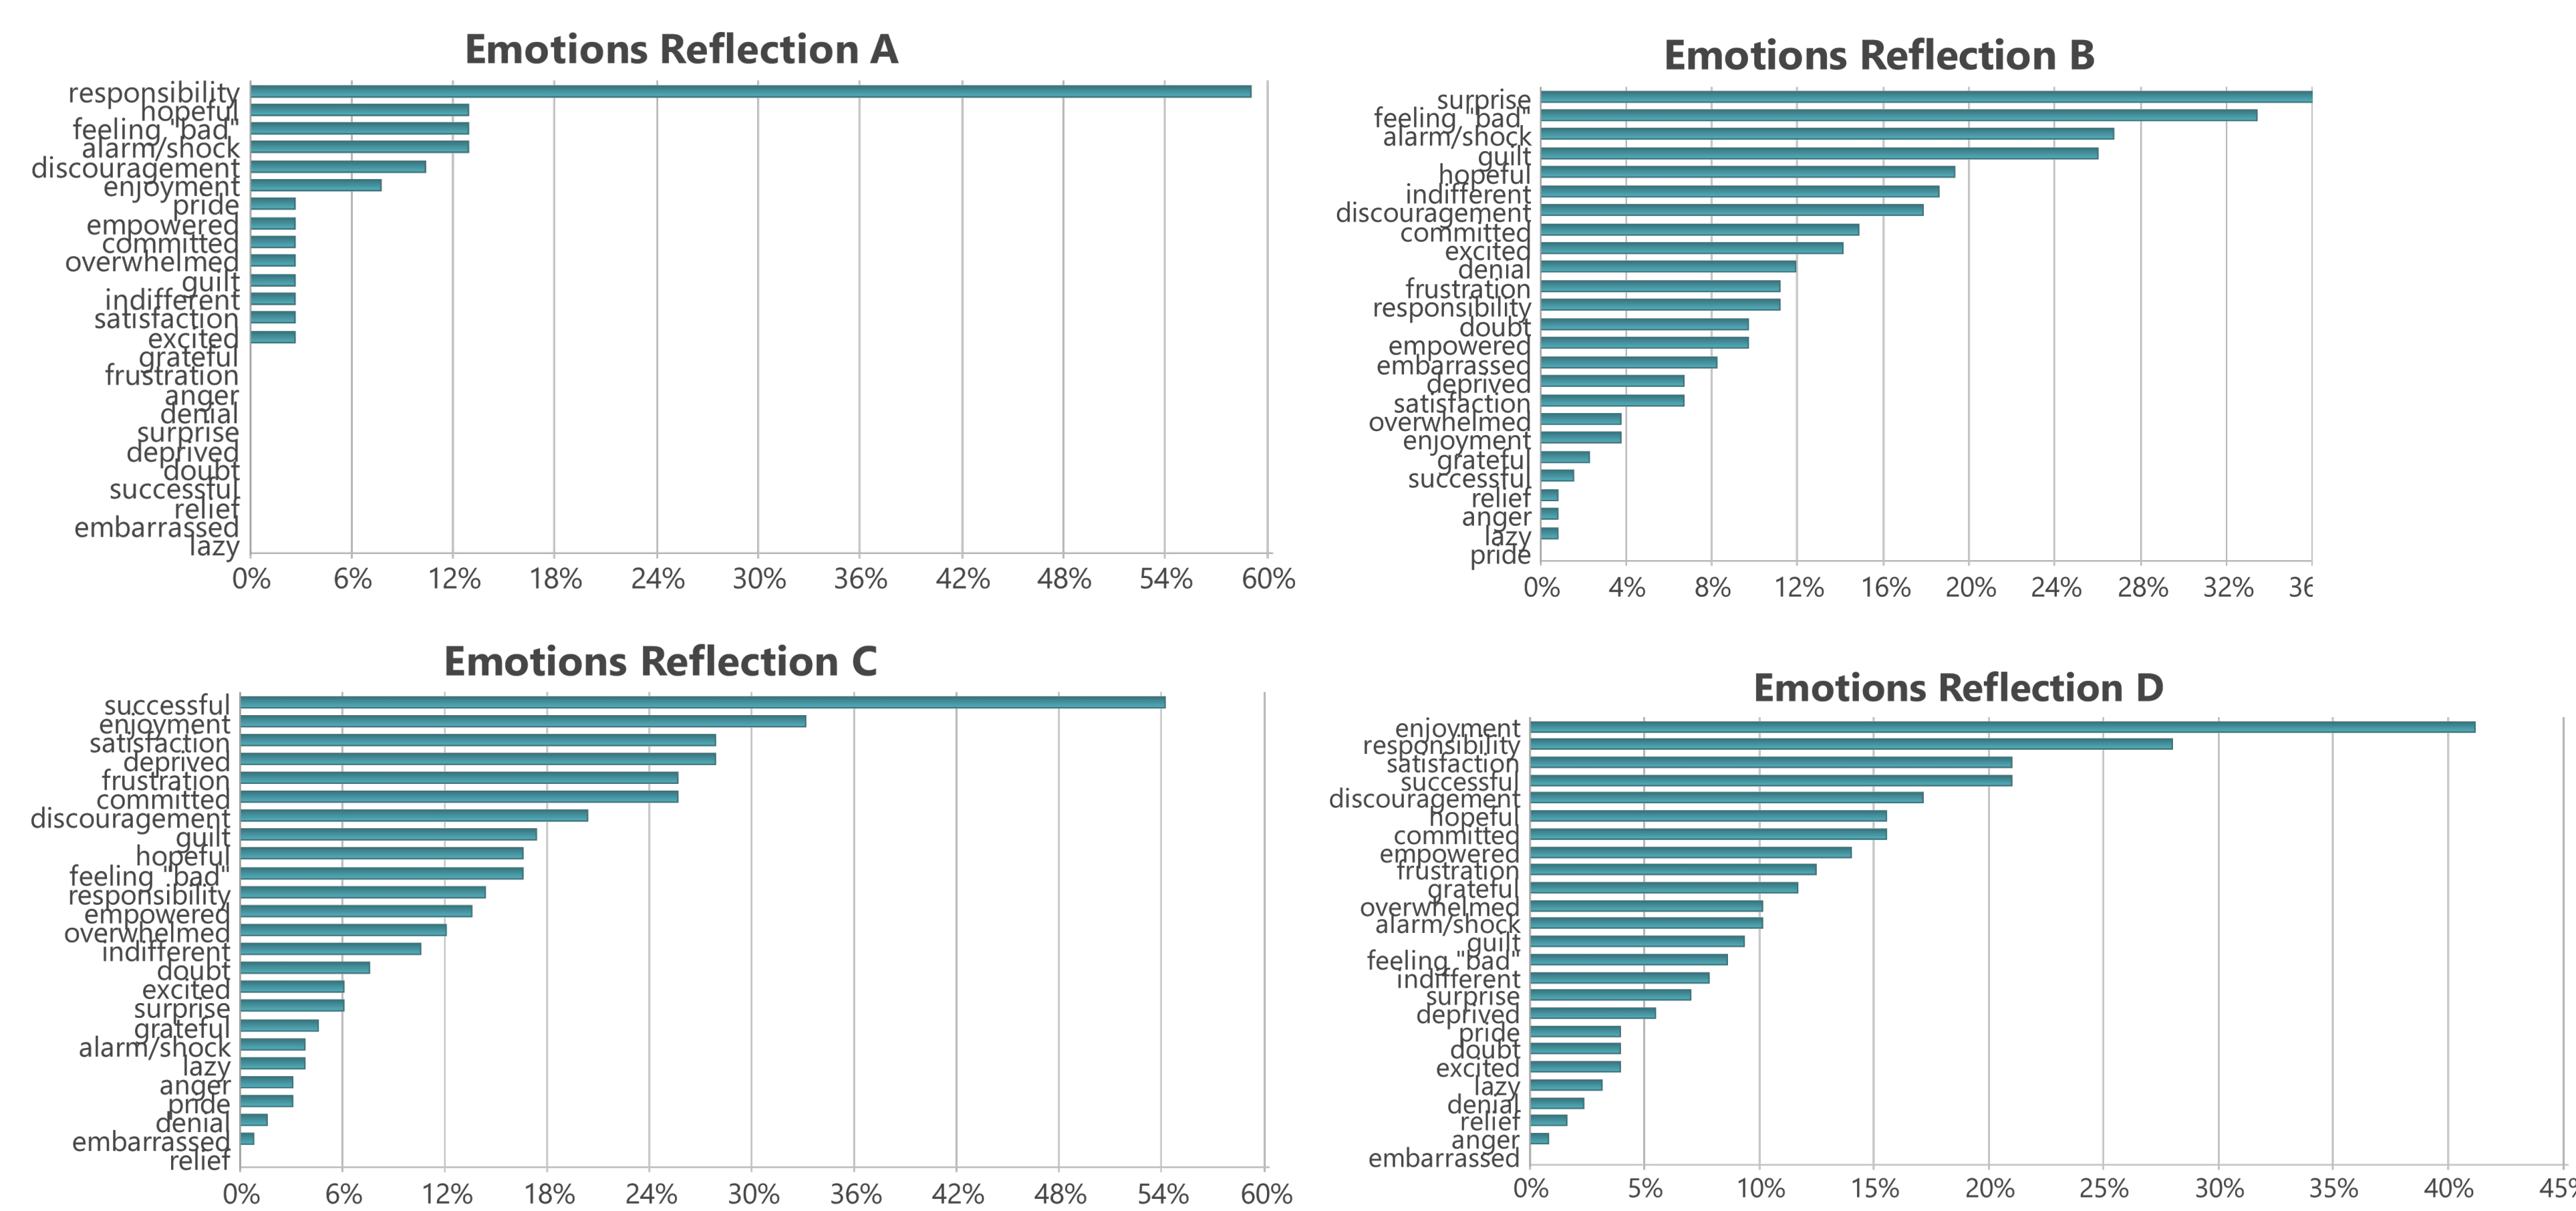 Emotions Reflection A
responsibility
hopeful
feeling "bad"
alarm/shock
discouragement
enjoyment
pride
empowered
committed
overwhelmed
guilt
indifferent
satisfaction
excited
grateful
frustration
anger
denial
surprise
deprived
doubt
successful
relief
embarrassed
lazy
0% 6% 12% 18% 24% 30% 36% 42% 48% 54% 60%
Emotions Reflection B
surprise
feeling "bad"
alarm/shock
guilt
hopeful
indifferent
discouragement
committed
excited
denial
frustration
responsibility
doubt
empowered
embarrassed
deprived
satisfaction
overwhelmed
enjoyment
grateful
successful
relief
anger
lazy
pride
0% 4% 8% 12% 16% 20% 24% 28% 32% 36
Emotions Reflection C
successful
enjoyment
satisfaction
deprived
frustration
committed
discouragement
guilt
hopeful
feeling "bad"
responsibility
empowered
overwhelmed
indifferent
doubt
excited
surprise
grateful
alarm/shock
lazy
anger
pride
denial
embarrassed
relief
0% 6% 12% 18% 24% 30% 36% 42% 48% 54% 60%
Emotions Reflection D
enjoyment
responsibility
satisfaction
successful
discouragement
hopeful
committed
empowered
frustration
grateful
overwhelmed
alarm/shock
guilt
feeling "bad"
indifferent
surprise
deprived
pride
doubt
excited
lazy
denial
relief
anger
embarrassed
0% 5% 10% 15% 20% 25% 30% 35% 40% 45%